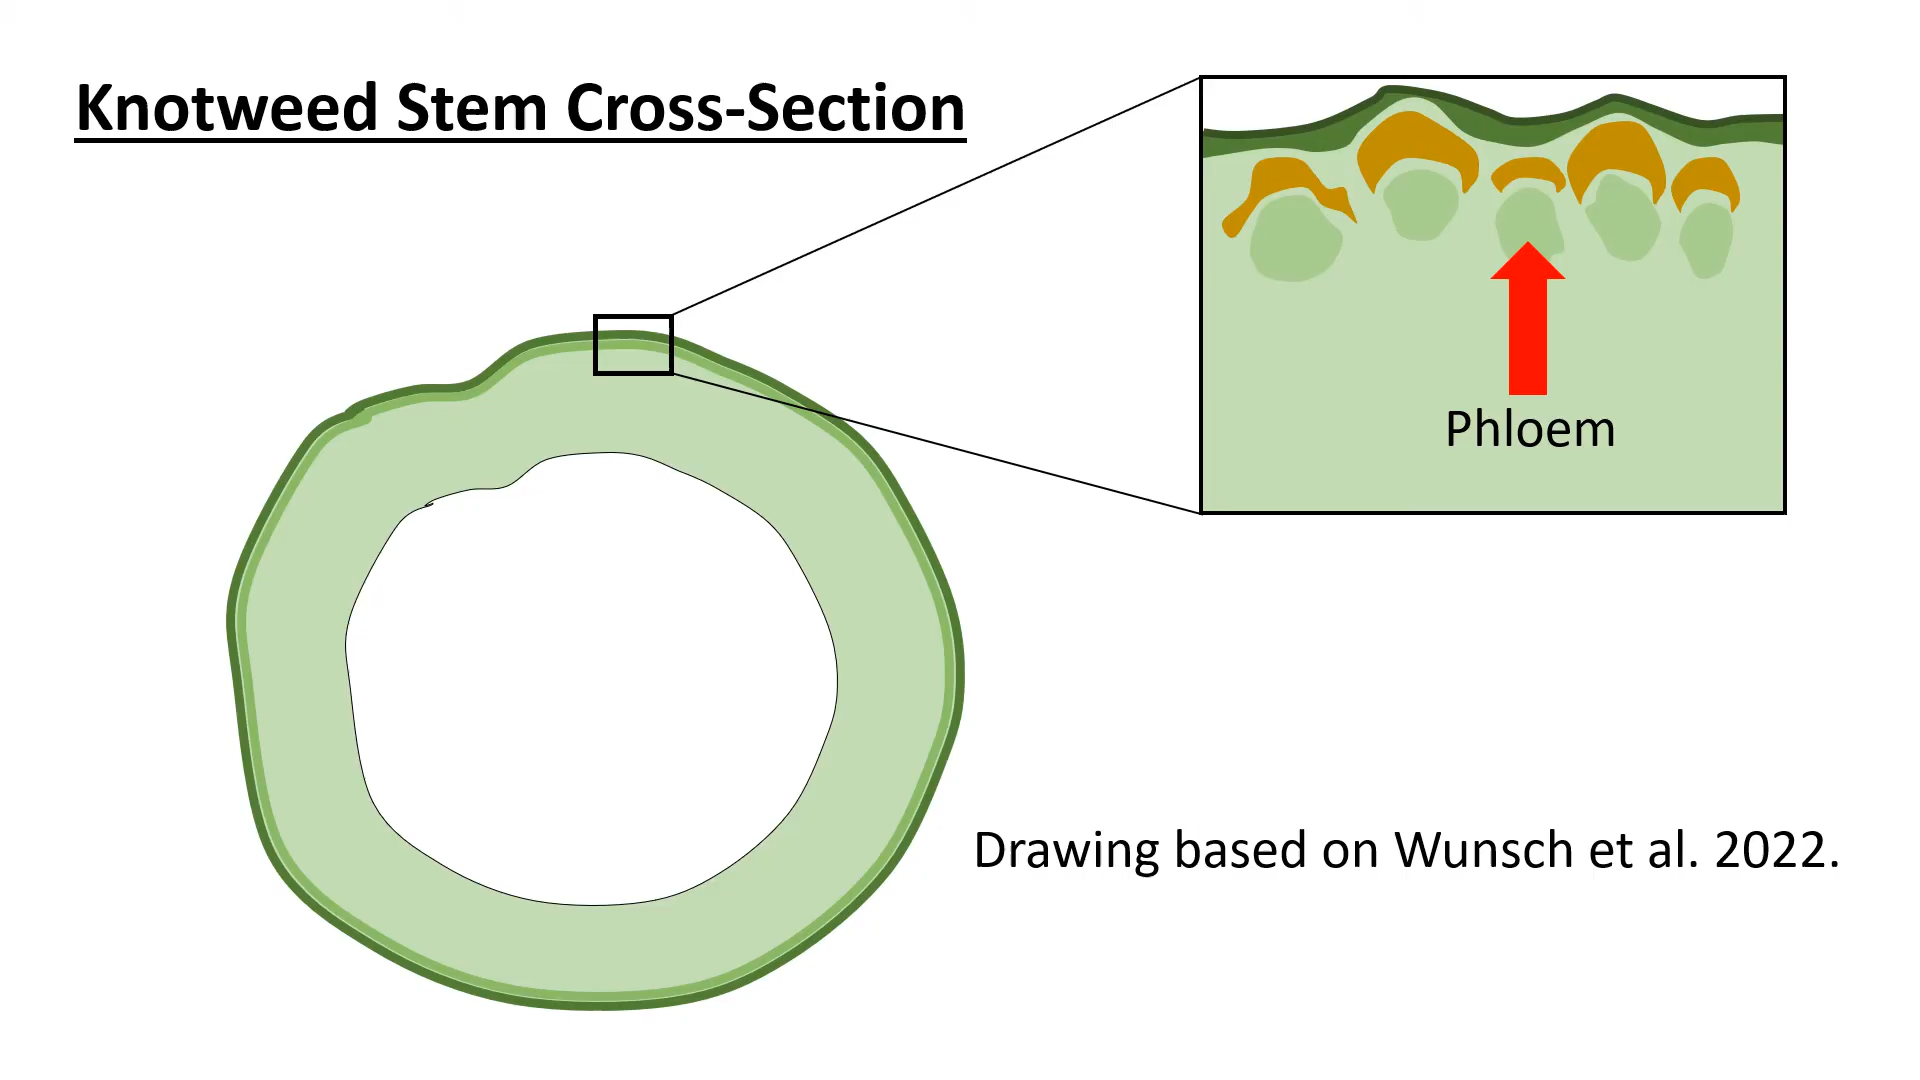 Knotweed Stem Cross-Section
Phloem
Drawing based on Wunsch et al. 2022.